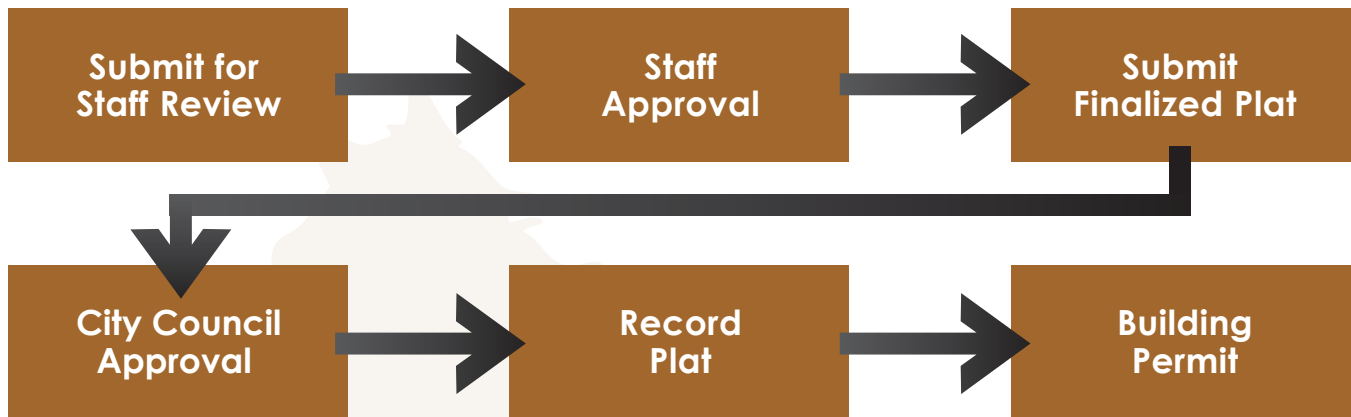 Submit for
Staff Review
Staff
Approval
Submit
Finalized Plat
City Council
Approval
Record
Plat
Building
Permit